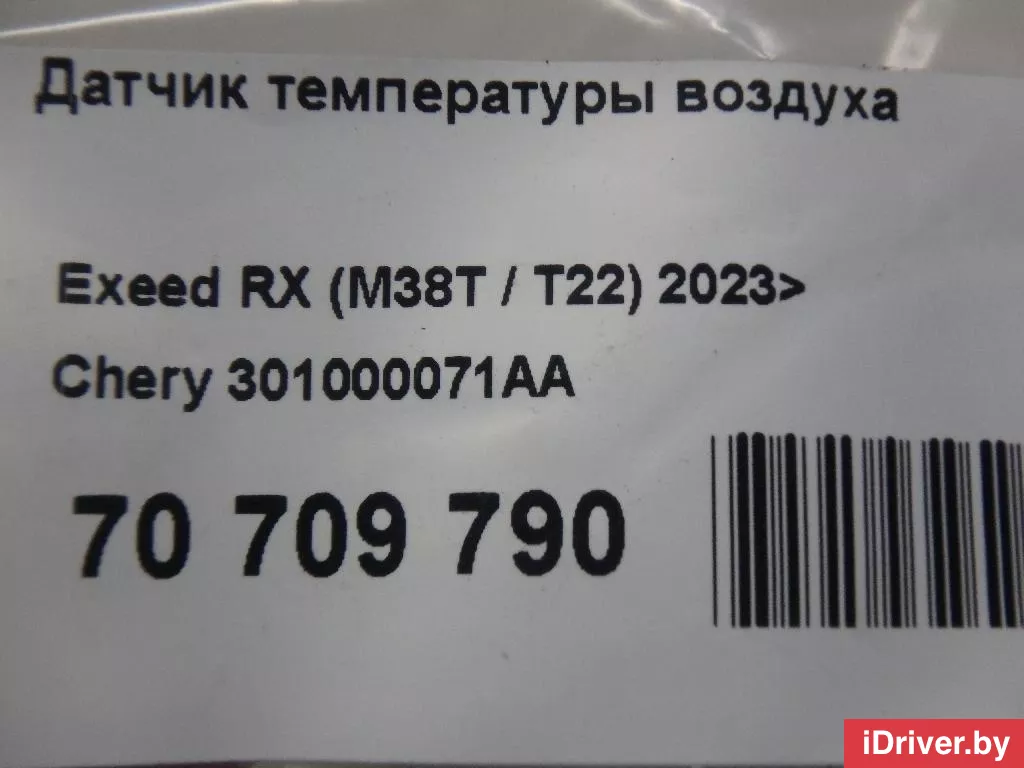 Датчик температуры воздуха
Exeed RX (M38T / T22) 2023>
Chery 301000071AA
70 709 790
iDriver.by